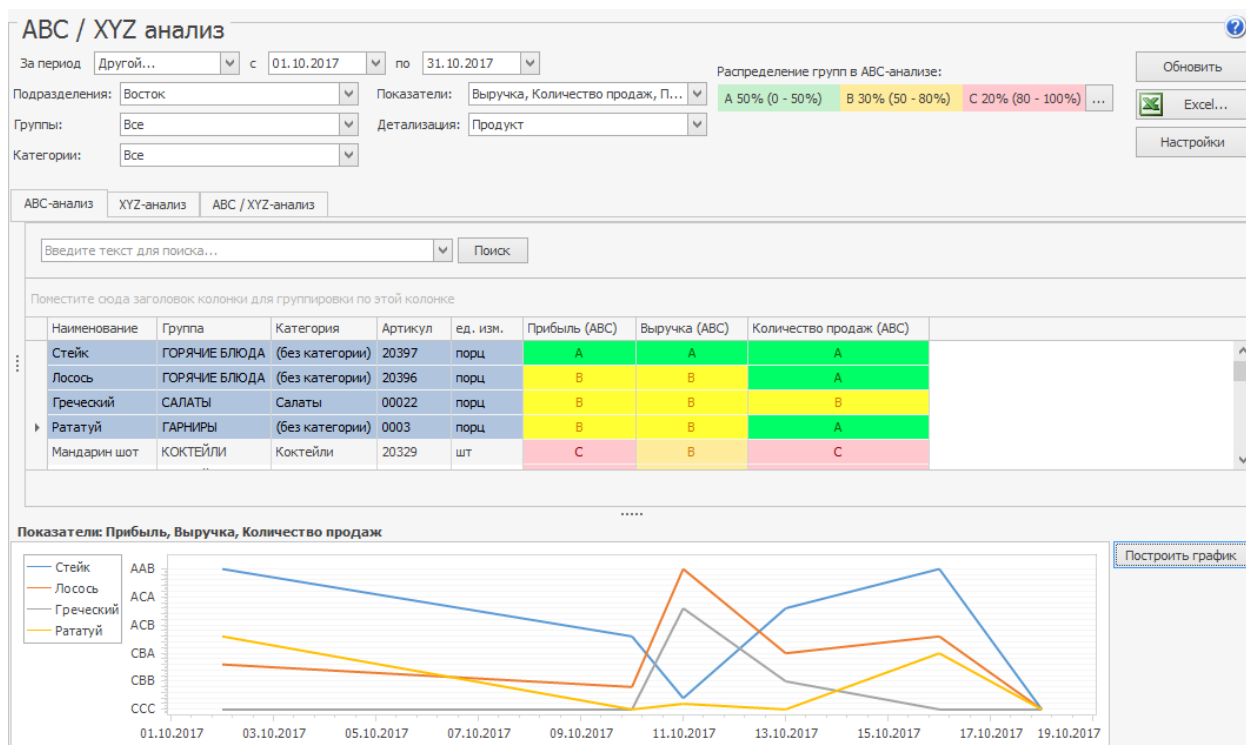 ABC / XYZ анализ
За период Другой... с 01.10.2017 по 31.10.2017
Подразделения: Восток Показатели: Выручка, Количество продаж, П...
Группы: Все Детализация: Продукт
Категории: Все
Распределение групп в ABC-анализе:
A 50% (0 - 50%) B 30% (50 - 80%) C 20% (80 - 100%) ...
Обновить
Excel...
Настройки
ABC-анализ XYZ-анализ ABC / XYZ-анализ
Введите текст для поиска... Поиск
Поместите сюда заголовок колонки для группировки по этой колонке
Наименование Группа Категория Артикул ед. изм. Прибыль (ABC) Выручка (ABC) Количество продаж (ABC)
Стейк ГОРЯЧИЕ БЛЮДА (без категории) 20397 порц A A A
Лосось ГОРЯЧИЕ БЛЮДА (без категории) 20396 порц B B A
Греческий САЛАТЫ Салаты 00022 порц B B B
Рататуй ГАРНИРЫ (без категории) 0003 порц B B A
Мандарин шот КОКТЕЙЛИ Коктейли 20329 шт C B C
Показатели: Прибыль, Выручка, Количество продаж
Построить график
Стейк
Лосось
Греческий
Рататуй
AAB
ACA
ACB
CBA
CBB
CCC
01.10.2017 03.10.2017 05.10.2017 07.10.2017 09.10.2017 11.10.2017 13.10.2017 15.10.2017 17.10.2017 19.10.2017